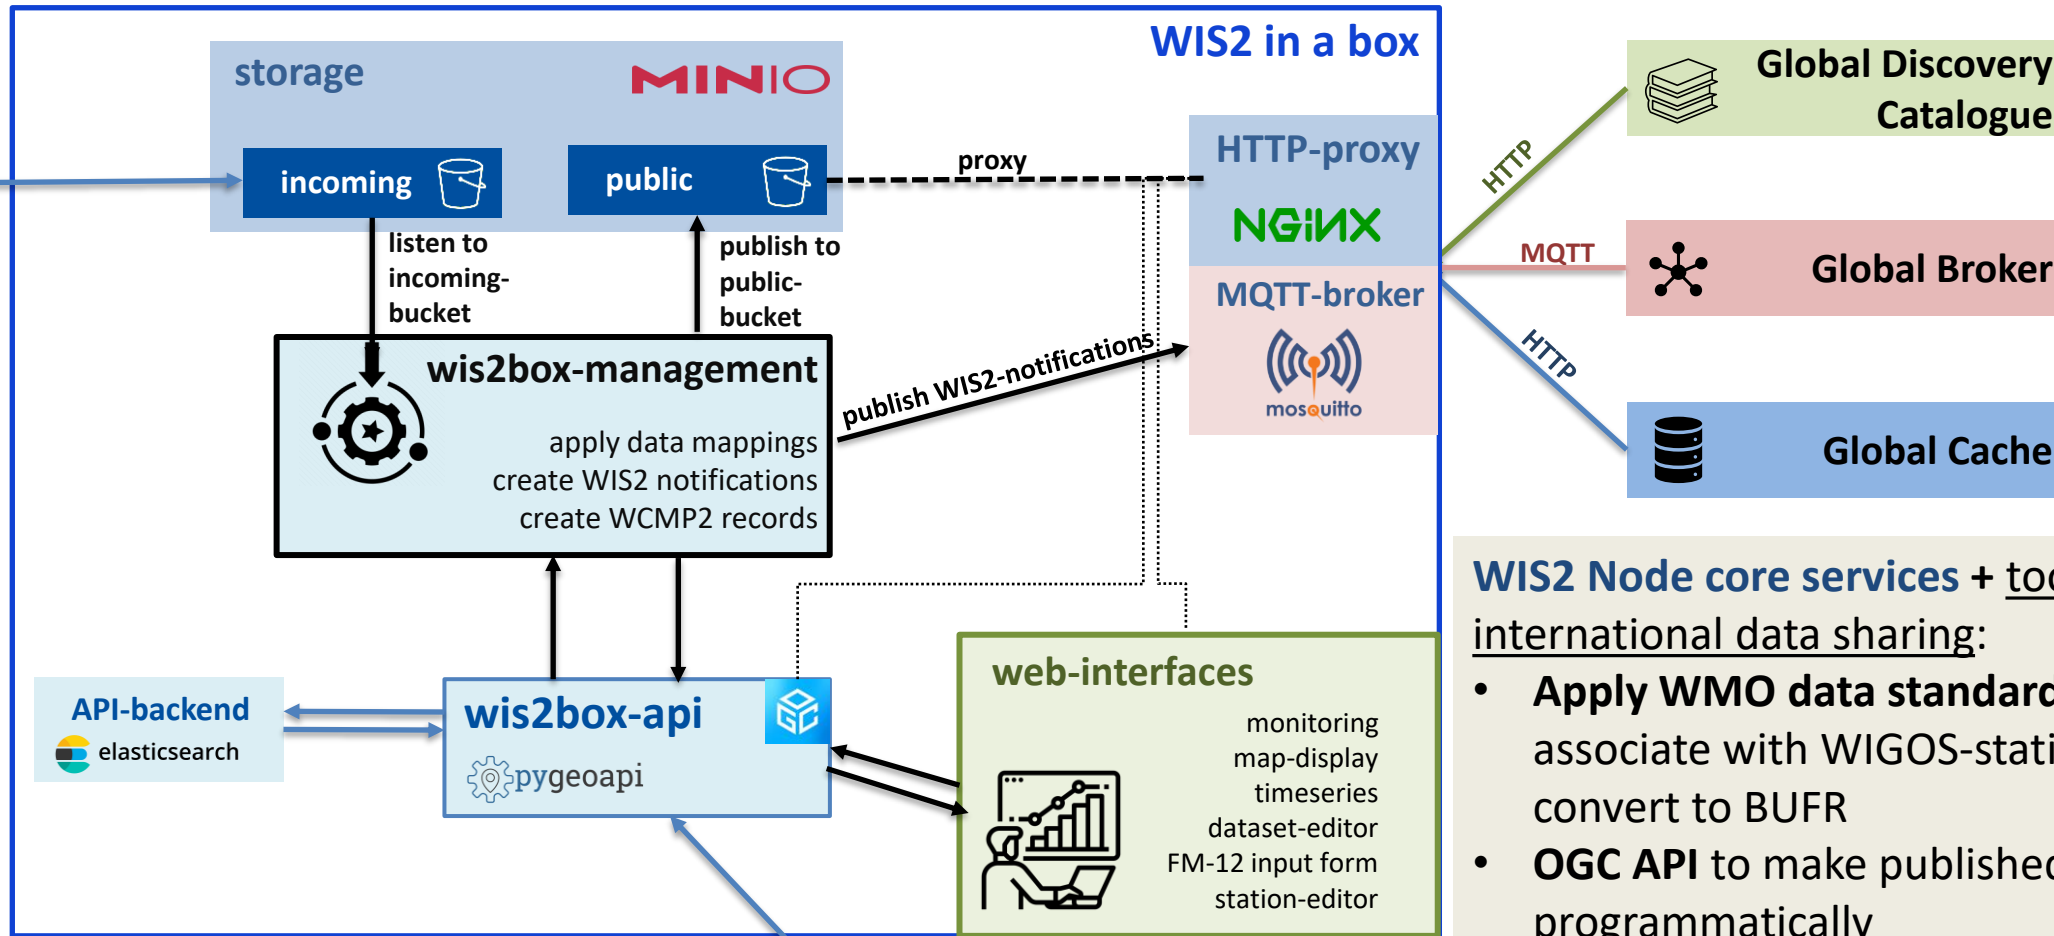 WIS2 in a box
storage
MINIO
incoming
public
proxy
listen to
incoming-
bucket
publish to
public-
bucket
HTTP-proxy
NGINX
MQTT-broker
mosquitto
wis2box-management
apply data mappings
create WIS2 notifications
create WCMP2 records
publish WIS2-notifications
API-backend
elasticsearch
wis2box-api
OGC
pygeoapi
web-interfaces
monitoring
map-display
timeseries
dataset-editor
FM-12 input form
station-editor
HTTP
MQTT
HTTP
Global Discovery
Catalogue
Global Broker
Global Cache
WIS2 Node core services +
international data sharing:
• Apply WMO data standard
associate with WIGOS-stati
convert to BUFR
• OGC API to make published
programmatically